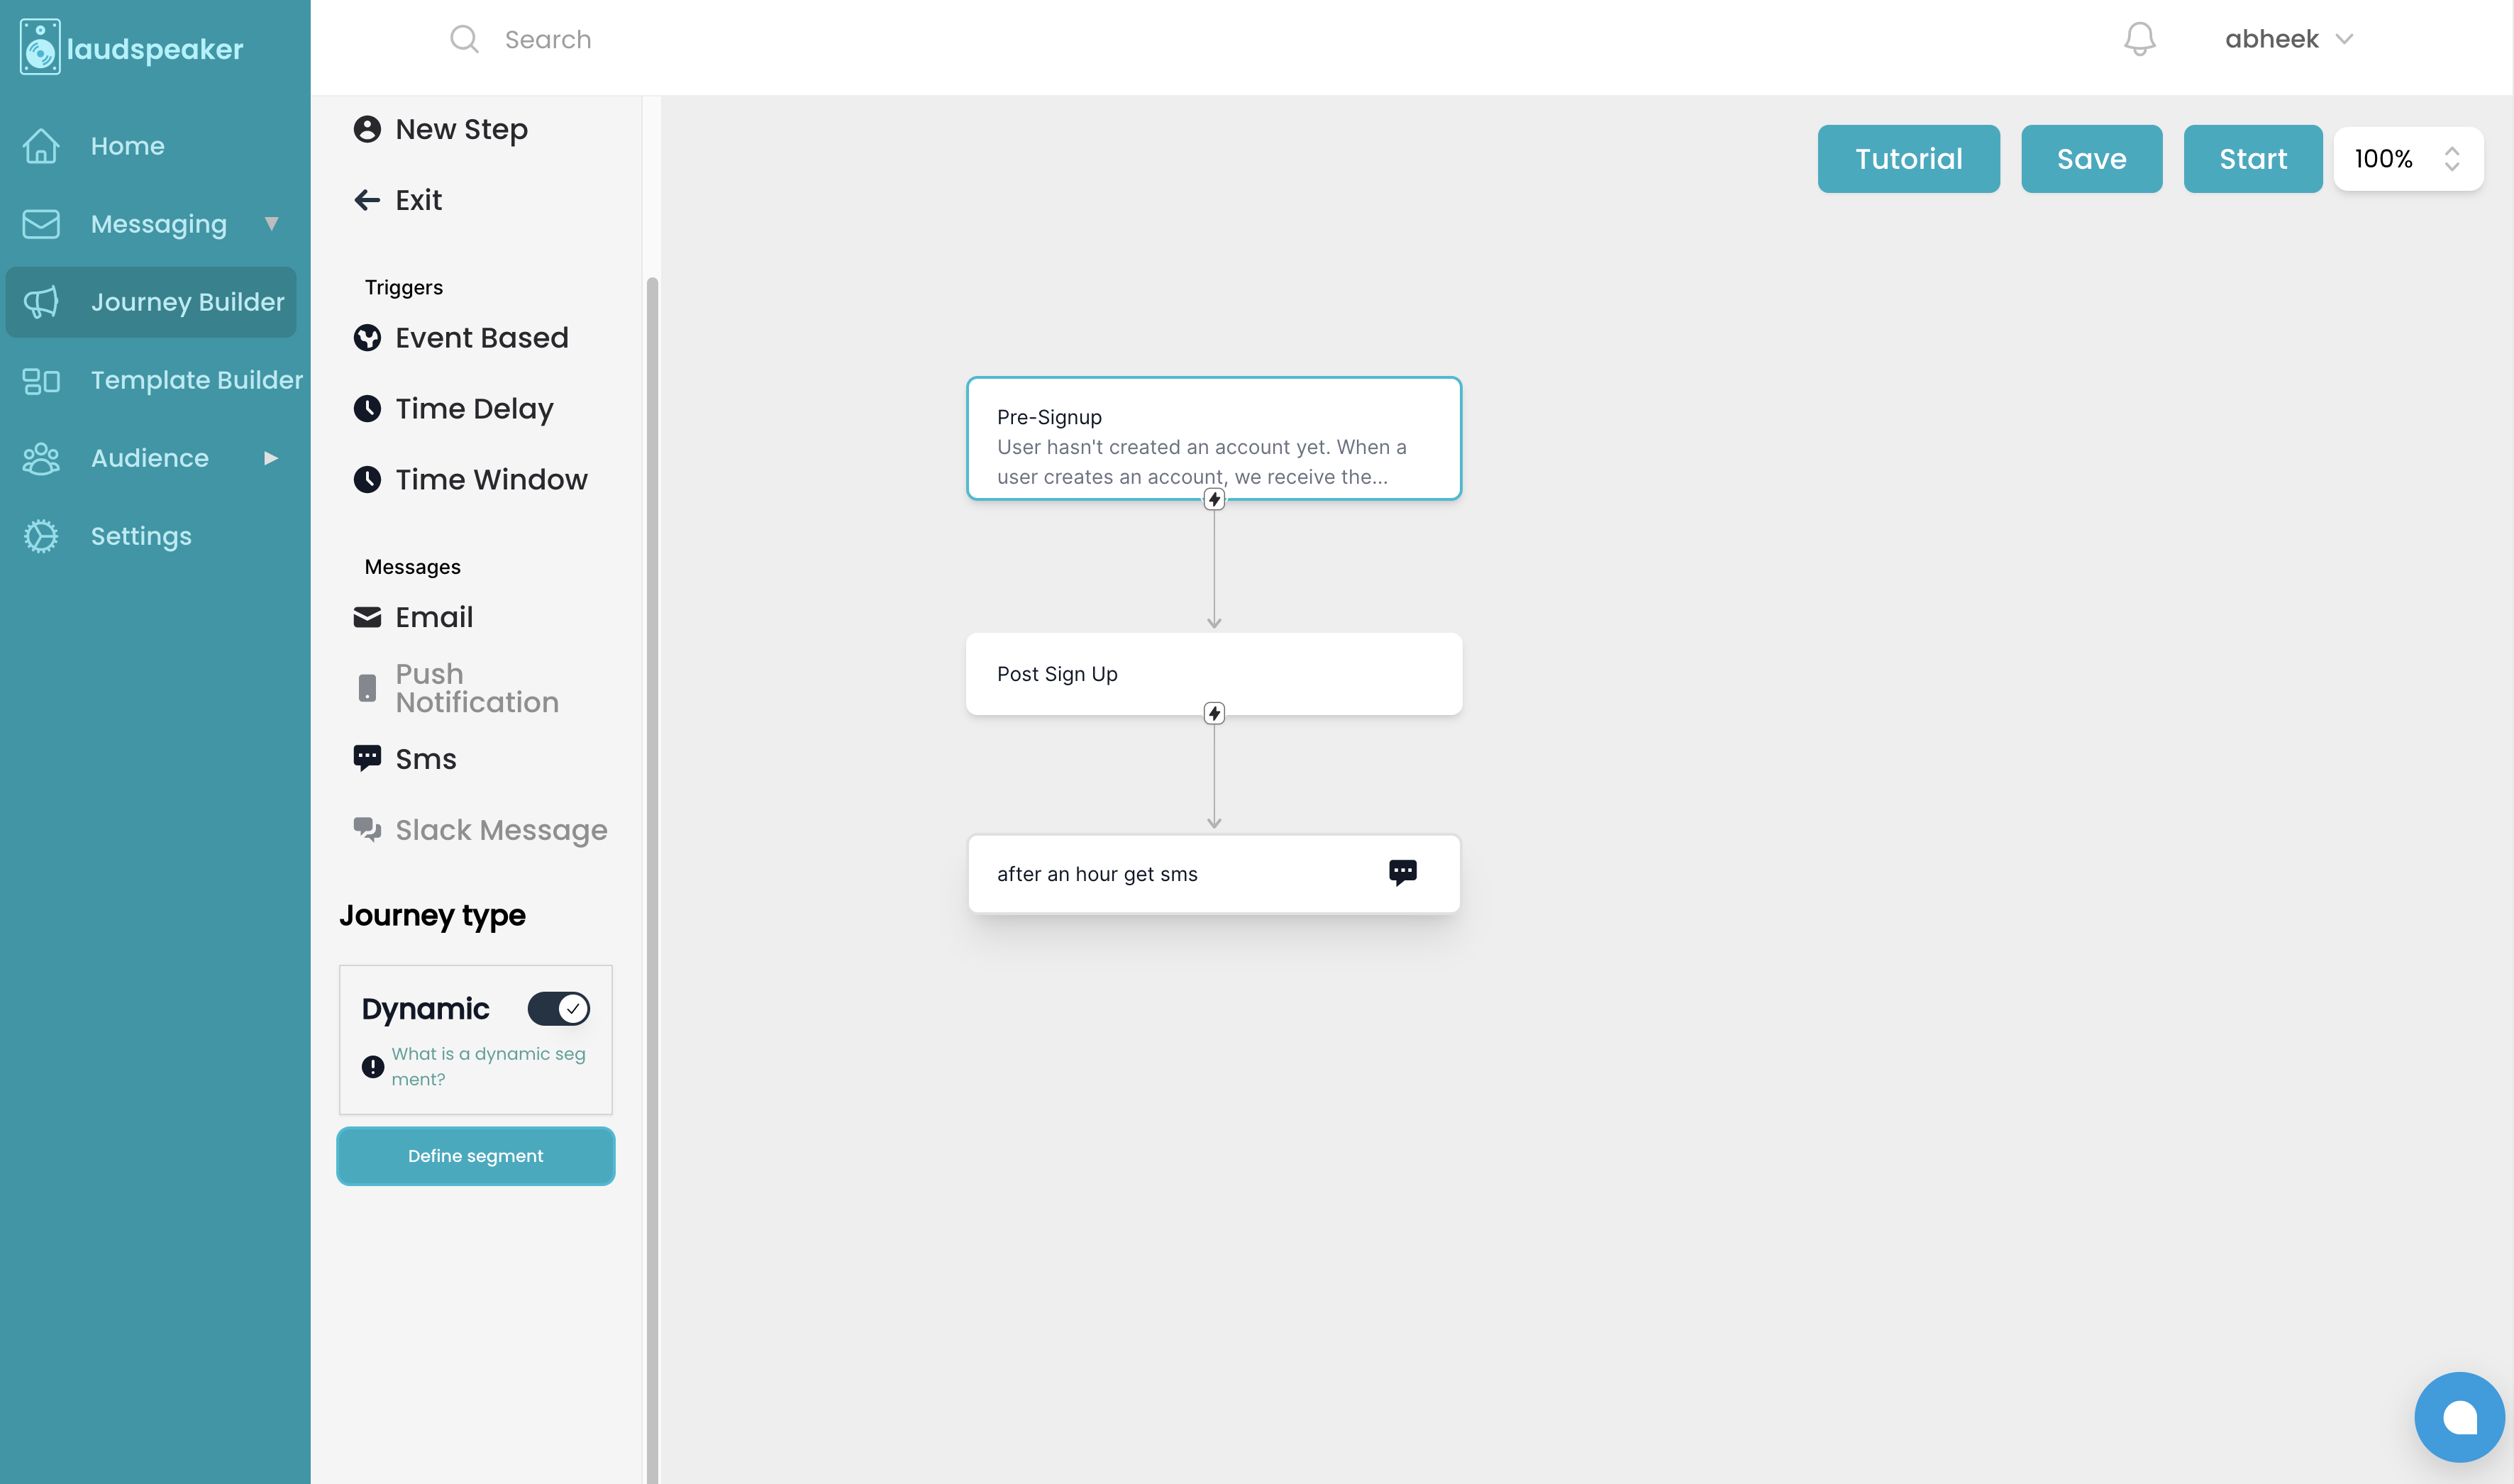 laudspeaker
Search
abheek
Home
Messaging
Journey Builder
Template Builder
Audience
Settings
New Step
Exit
Triggers
Event Based
Time Delay
Time Window
Messages
Email
Push
Notification
Sms
Slack Message
Journey type
Dynamic
What is a dynamic seg
ment?
Define segment
Tutorial
Save
Start
100%
Pre-Signup
User hasn't created an account yet. When a
user creates an account, we receive the...
Post Sign Up
after an hour get sms